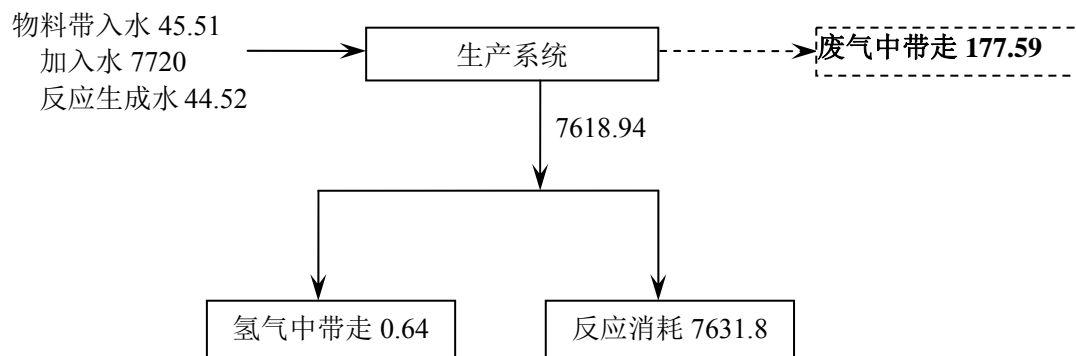 物料带入水 45.51
加入水 7720
反应生成水 44.52
生产系统
废气中带走 177.59
7618.94
氢气中带走 0.64
反应消耗 7631.8